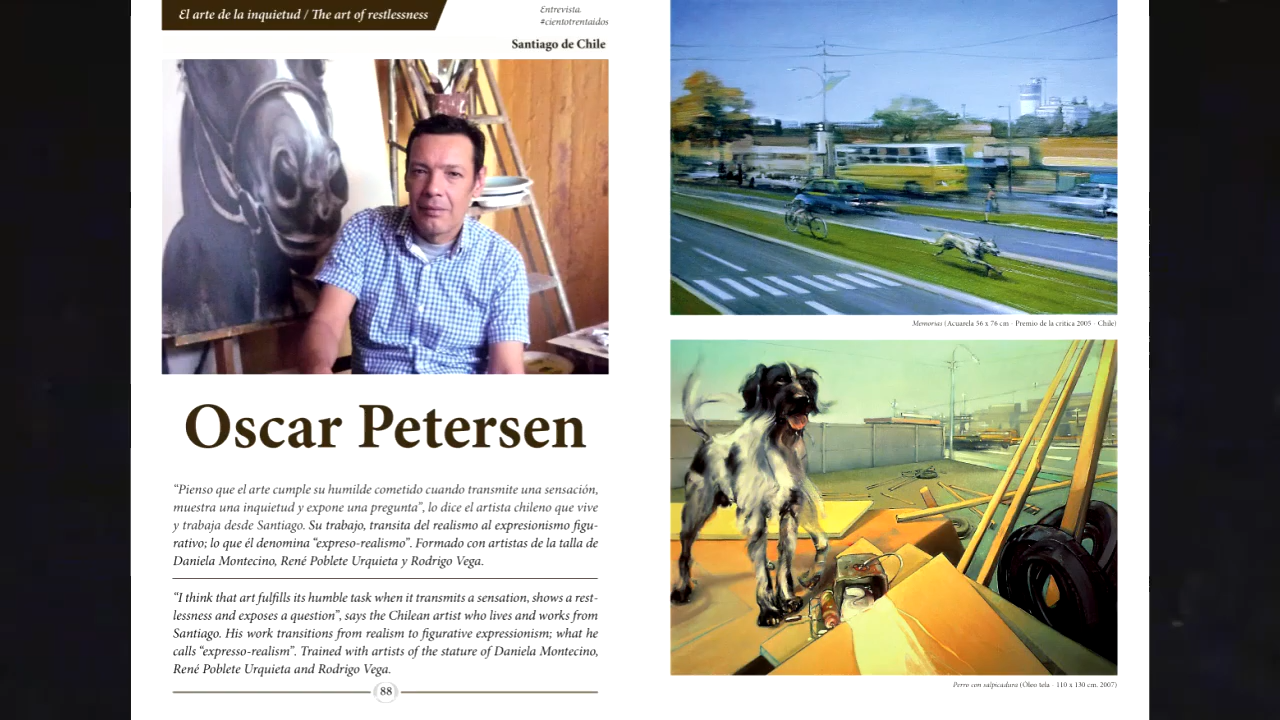 El arte de la inquietud / The art of restlessness
Entrevista.
#cientotrentaidos
Santiago de Chile
Oscar Petersen
“Pienso que el arte cumple su humilde cometido cuando transmite una sensación,
muestra una inquietud y expone una pregunta”, lo dice el artista chileno que vive
y trabaja desde Santiago. Su trabajo, transita del realismo al expresionismo figu-
rativo; lo que él denomina “expreso-realismo”. Formado con artistas de la talla de
Daniela Montecino, René Poblete Urquieta y Rodrigo Vega.
“I think that art fulfills its humble task when it transmits a sensation, shows a rest-
lessness and exposes a question”, says the Chilean artist who lives and works from
Santiago. His work transitions from realism to figurative expressionism; what he
calls “expresso-realism”. Trained with artists of the stature of Daniela Montecino,
René Poblete Urquieta and Rodrigo Vega.
88
Memorias (Acuarela 56 x 76 cm - Premio de la crítica 2005 - Chile)
Perro con salpicadura (Óleo tela - 110 x 130 cm. 2007)